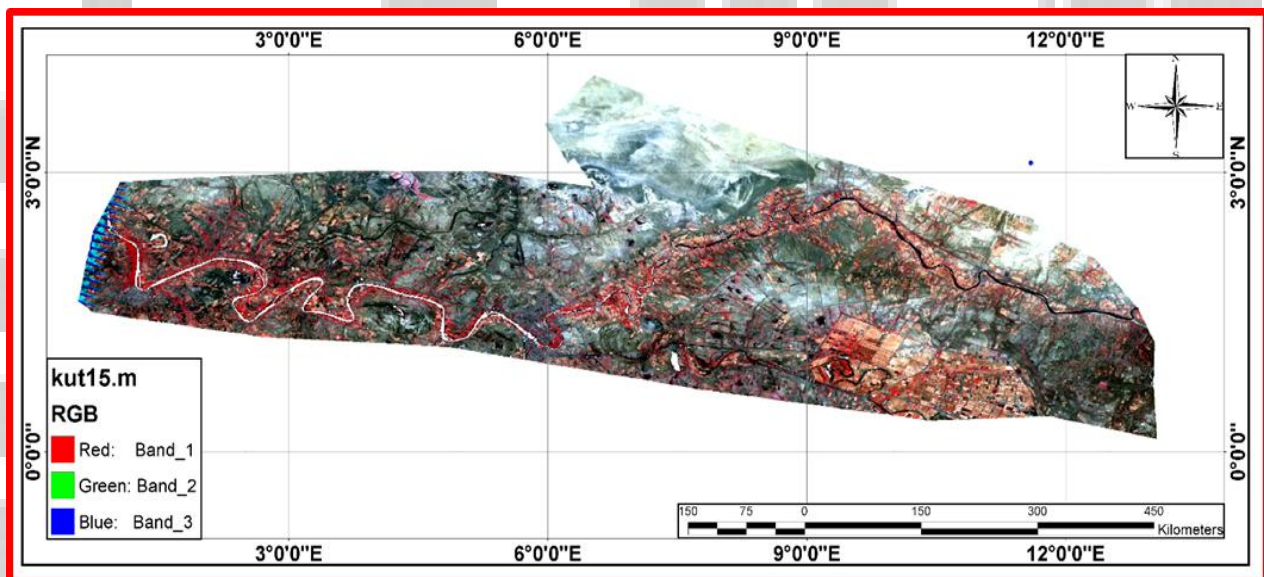 3°0'0"E 6°0'0"E 9°0'0"E 12°0'0"E
N
W E
S
3°0'0"N 3°0'0"N
kut15.m
RGB
Red: Band_1
Green: Band_2
Blue: Band_3
0°0'0" 0°0'0"
150 75 0 150 300 450
Kilometers
3°0'0"E 6°0'0"E 9°0'0"E 12°0'0"E